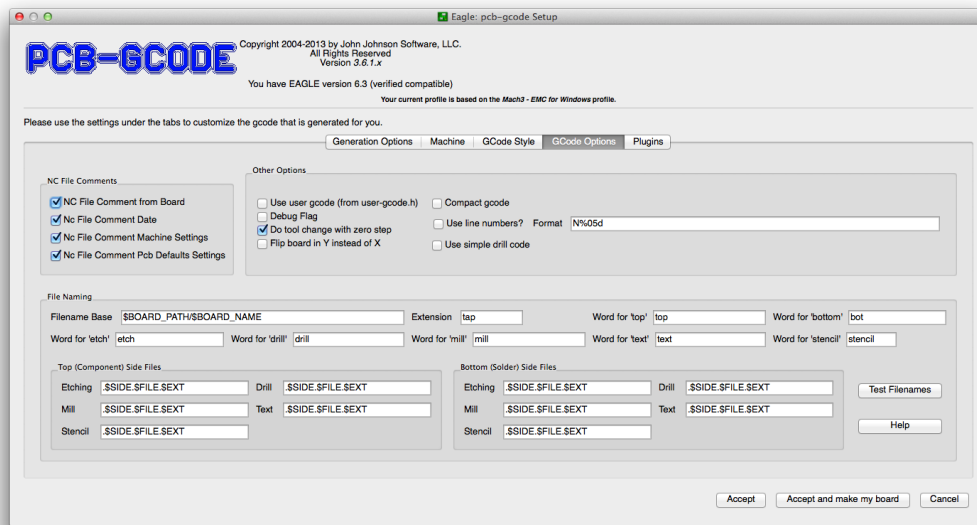 Eagle: pcb-gcode Setup
PCB-GCODE
Copyright 2004-2013 by John Johnson Software, LLC.
All Rights Reserved
Version 3.6.1.x
You have EAGLE version 6.3 (verified compatible)
Your current profile is based on the Mach3 - EMC for Windows profile.
Please use the settings under the tabs to customize the gcode that is generated for you.
Generation Options Machine GCode Style GCode Options Plugins
NC File Comments
NC File Comment from Board
Nc File Comment Date
Nc File Comment Machine Settings
Nc File Comment Pcb Defaults Settings
Other Options
Use user gcode (from user-gcode.h)
Debug Flag
Do tool change with zero step
Flip board in Y instead of X
Compact gcode
Use line numbers? Format N%05d
Use simple drill code
File Naming
Filename Base $BOARD_PATH/$BOARD_NAME Extension tap Word for 'top' top Word for 'bottom' bot
Word for 'etch' etch Word for 'drill' drill Word for 'mill' mill Word for 'text' text Word for 'stencil' stencil
Top (Component) Side Files
Etching .$SIDE.$FILE.$EXT Drill .$SIDE.$FILE.$EXT
Mill .$SIDE.$FILE.$EXT Text .$SIDE.$FILE.$EXT
Stencil .$SIDE.$FILE.$EXT
Bottom (Solder) Side Files
Etching .$SIDE.$FILE.$EXT Drill .$SIDE.$FILE.$EXT
Mill .$SIDE.$FILE.$EXT Text .$SIDE.$FILE.$EXT
Stencil .$SIDE.$FILE.$EXT
Test Filenames
Help
Accept Accept and make my board Cancel